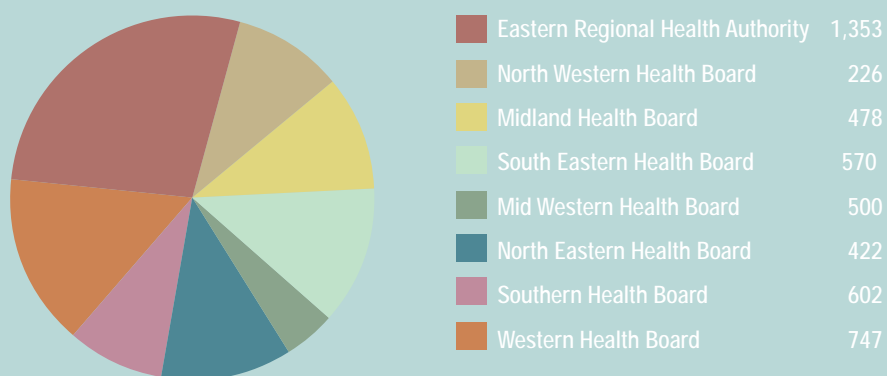 Eastern Regional Health Authority 1,353
North Western Health Board 226
Midland Health Board 478
South Eastern Health Board 570
Mid Western Health Board 500
North Eastern Health Board 422
Southern Health Board 602
Western Health Board 747